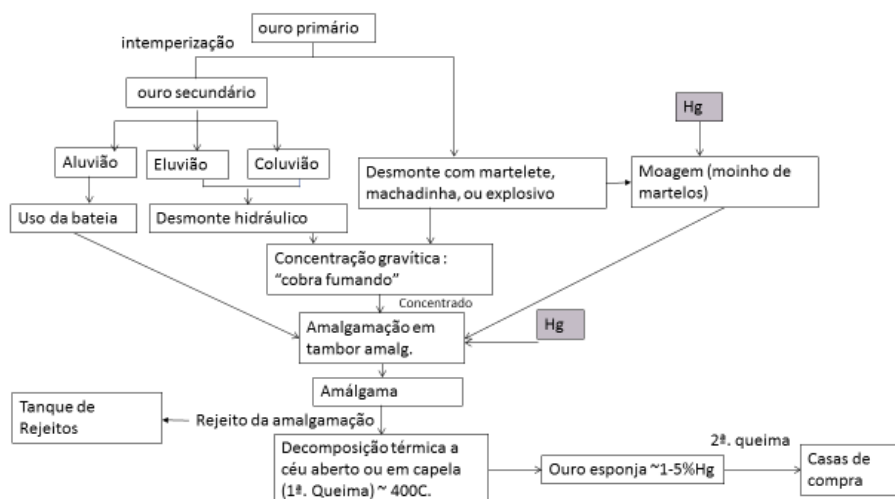 ouro primário
intemperização
ouro secundário
Hg
Aluvião
Eluvião
Coluvião
Desmonte com martelete,
machadinha, ou explosivo
Moagem (moinho de
martelos)
Uso da bateia
Desmonte hidráulico
Concentração gravítica :
“cobra fumando”
Concentrado
Amalgamação em
tambor amalg.
Hg
Amálgama
Tanque de
Rejeitos
Rejeito da amalgamação
Decomposição térmica a
céu aberto ou em capela
(1ª. Queima) ~ 400C.
Ouro esponja ~1-5%Hg
2ª. queima
Casas de
compra